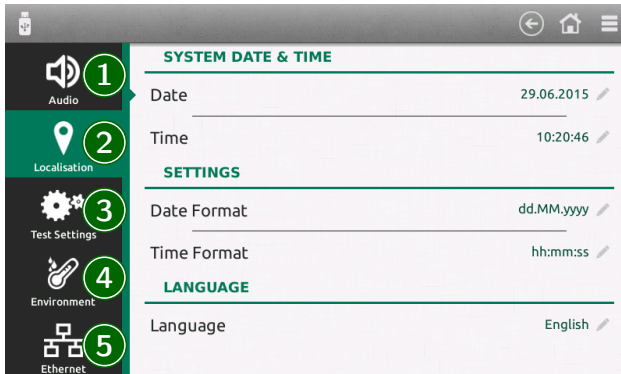 1
Audio
2
Localisation
3
Test Settings
4
Environment
5
Ethernet
SYSTEM DATE & TIME
Date 29.06.2015
Time 10:20:46
SETTINGS
Date Format dd.MM.yyyy
Time Format hh:mm:ss
LANGUAGE
Language English